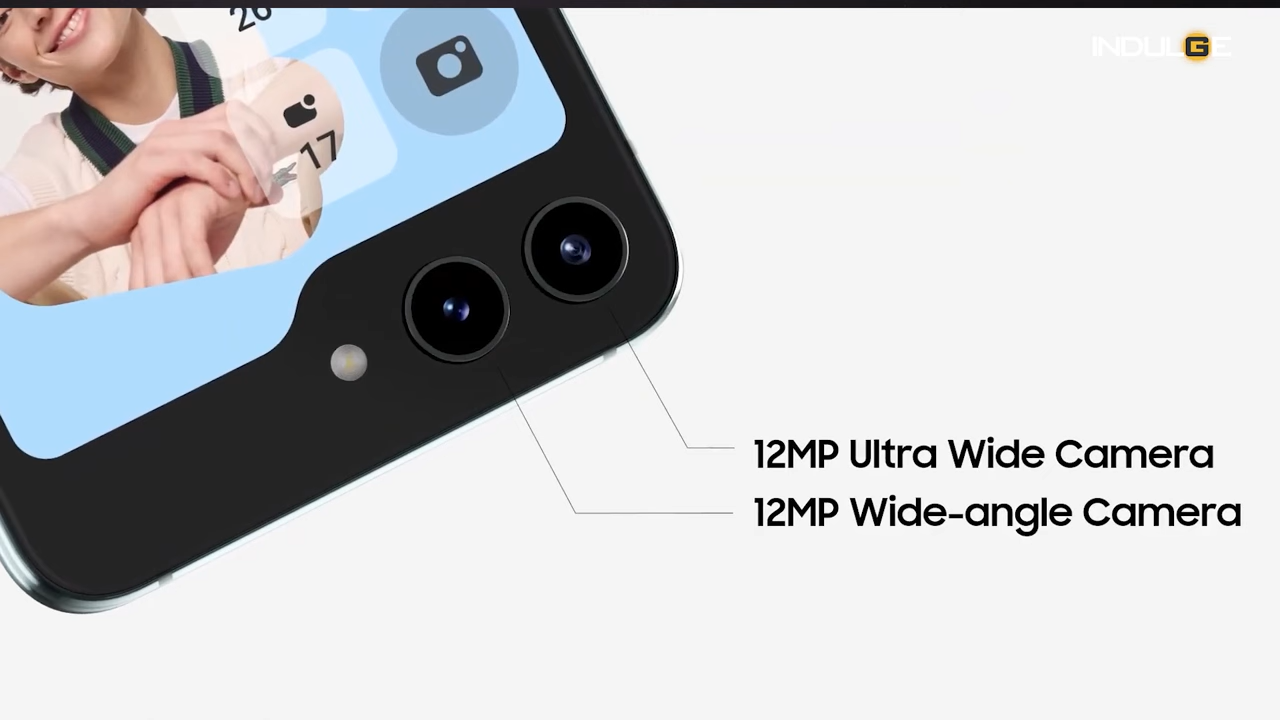 26
INDULGE
17
12MP Ultra Wide Camera
12MP Wide-angle Camera